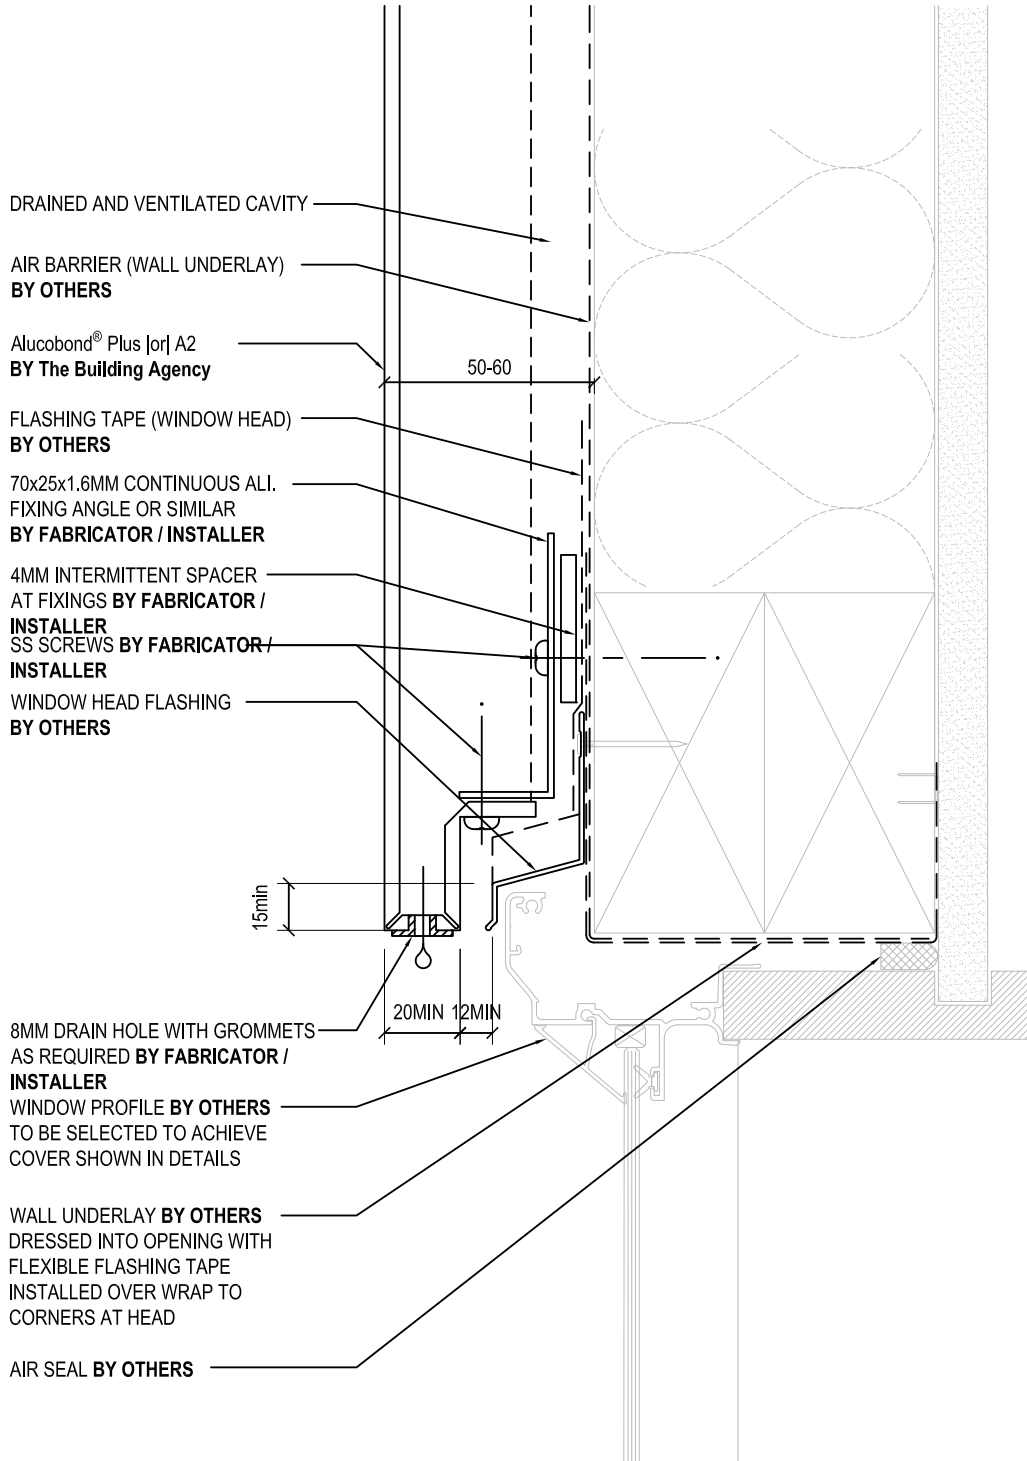 DRAINED AND VENTILATED CAVITY
AIR BARRIER (WALL UNDERLAY)
BY OTHERS
Alucobond® Plus |or| A2
BY The Building Agency
50-60
FLASHING TAPE (WINDOW HEAD)
BY OTHERS
70x25x1.6MM CONTINUOUS ALI.
FIXING ANGLE OR SIMILAR
BY FABRICATOR / INSTALLER
4MM INTERMITTENT SPACER
AT FIXINGS BY FABRICATOR /
INSTALLER
SS SCREWS BY FABRICATOR /
INSTALLER
WINDOW HEAD FLASHING
BY OTHERS
15min
20MIN
12MIN
8MM DRAIN HOLE WITH GROMMETS
AS REQUIRED BY FABRICATOR /
INSTALLER
WINDOW PROFILE BY OTHERS
TO BE SELECTED TO ACHIEVE
COVER SHOWN IN DETAILS
WALL UNDERLAY BY OTHERS
DRESSED INTO OPENING WITH
FLEXIBLE FLASHING TAPE
INSTALLED OVER WRAP TO
CORNERS AT HEAD
AIR SEAL BY OTHERS